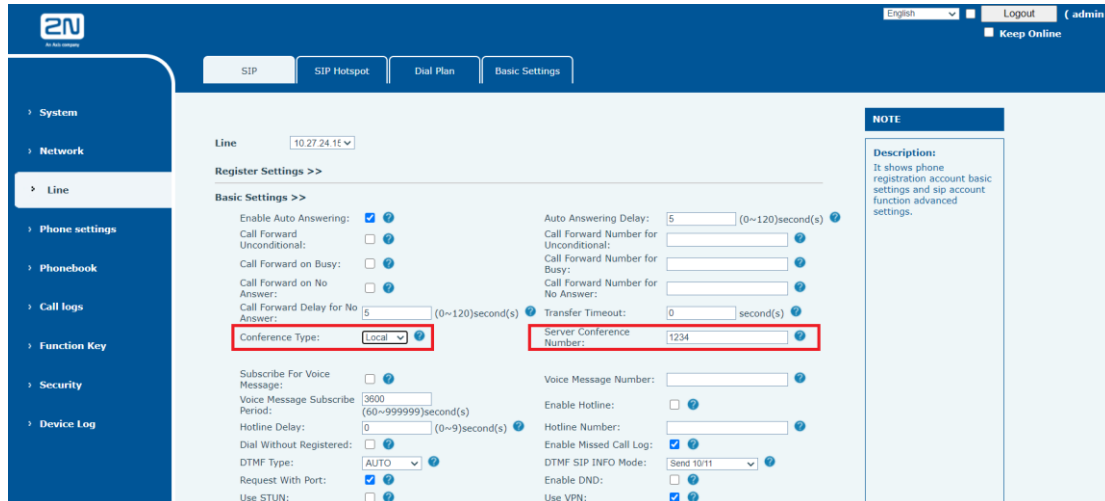 2N
An Axis company
English
Logout
( admin
Keep Online
SIP
SIP Hotspot
Dial Plan
Basic Settings
System
Network
Line
Phone settings
Phonebook
Call logs
Function Key
Security
Device Log
Line
10.27.24.15
Register Settings >>
Basic Settings >>
Enable Auto Answering:
Auto Answering Delay:
5
(0~120)second(s)
Call Forward
Unconditional:
Call Forward Number for
Unconditional:
Call Forward on Busy:
Call Forward Number for
Busy:
Call Forward on No
Answer:
Call Forward Number for
No Answer:
Call Forward Delay for No
Answer:
5
(0~120)second(s)
Transfer Timeout:
0
second(s)
Conference Type:
Local
Server Conference
Number:
1234
Subscribe For Voice
Message:
Voice Message Number:
Voice Message Subscribe
Period:
3600
(60~999999)second(s)
Enable Hotline:
Hotline Delay:
0
(0~9)second(s)
Hotline Number:
Dial Without Registered:
Enable Missed Call Log:
DTMF Type:
AUTO
DTMF SIP INFO Mode:
Send 10/11
Request With Port:
Enable DND:
Use STUN:
Use VPN:
NOTE
Description:
It shows phone
registration account basic
settings and sip account
function advanced
settings.